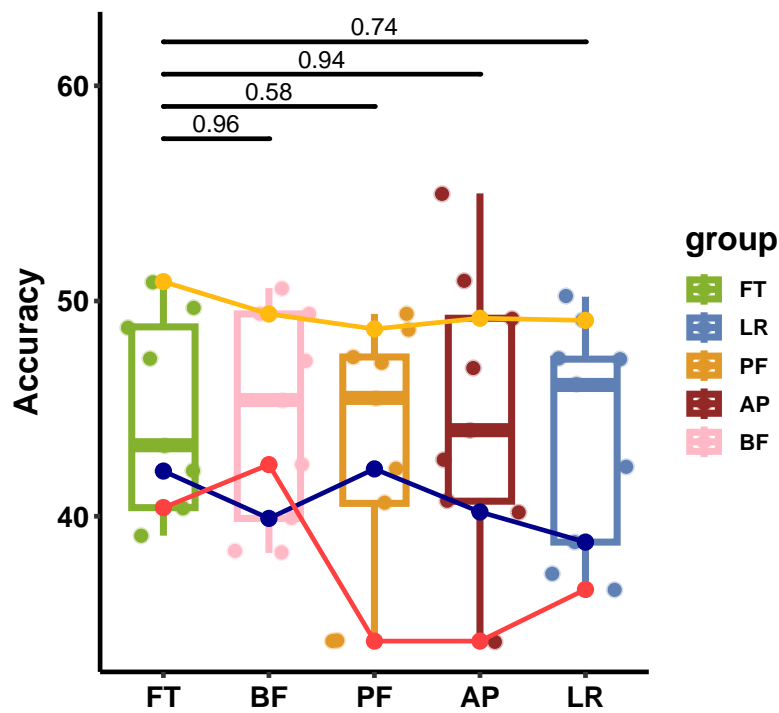 0.74
0.94
0.58
0.96
60
50
40
Accuracy
FT BF PF AP LR
group
FT
LR
PF
AP
BF